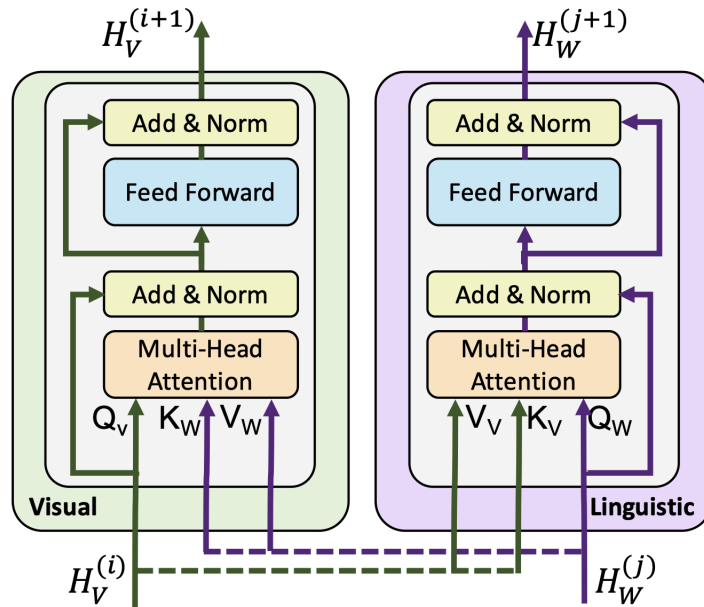 H_V^(i+1)
H_W^(j+1)
Add & Norm
Feed Forward
Add & Norm
Multi-Head
Attention
Q_v K_W V_W
Visual
H_V^(i)
Add & Norm
Feed Forward
Add & Norm
Multi-Head
Attention
V_V K_V Q_W
Linguistic
H_W^(j)